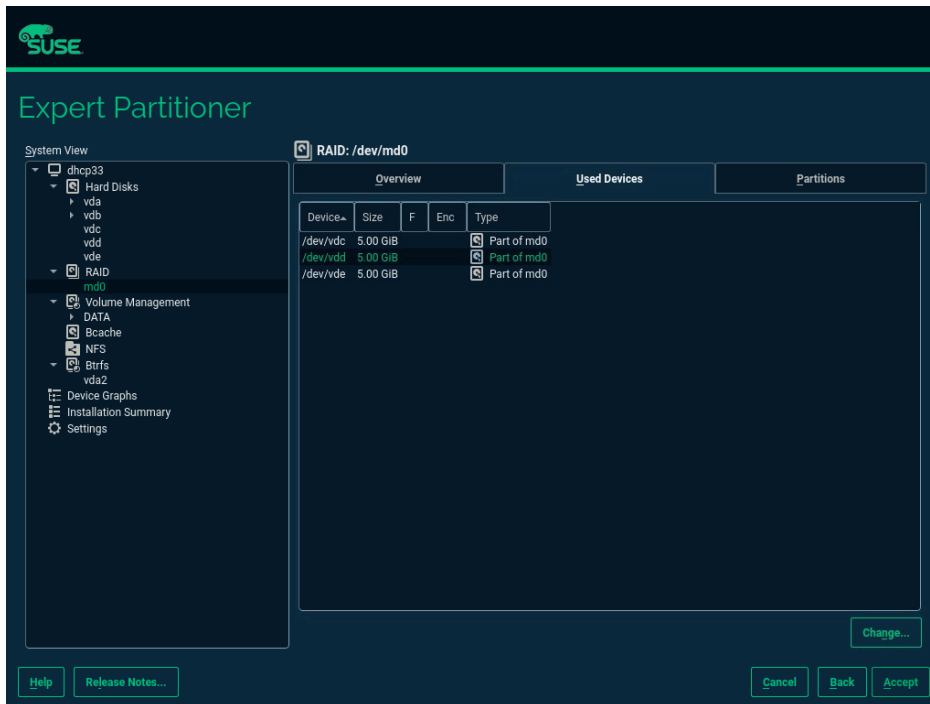 SUSE
Expert Partitioner
System View
dhcp33
Hard Disks
vda
vdb
vdc
vdd
vde
RAID
md0
Volume Management
DATA
Bcache
NFS
Btrfs
vda2
Device Graphs
Installation Summary
Settings
RAID: /dev/md0
Overview Used Devices Partitions
Device Size F Enc Type
/dev/vdc 5.00 GiB Part of md0
/dev/vdd 5.00 GiB Part of md0
/dev/vde 5.00 GiB Part of md0
Change...
Help Release Notes... Cancel Back Accept